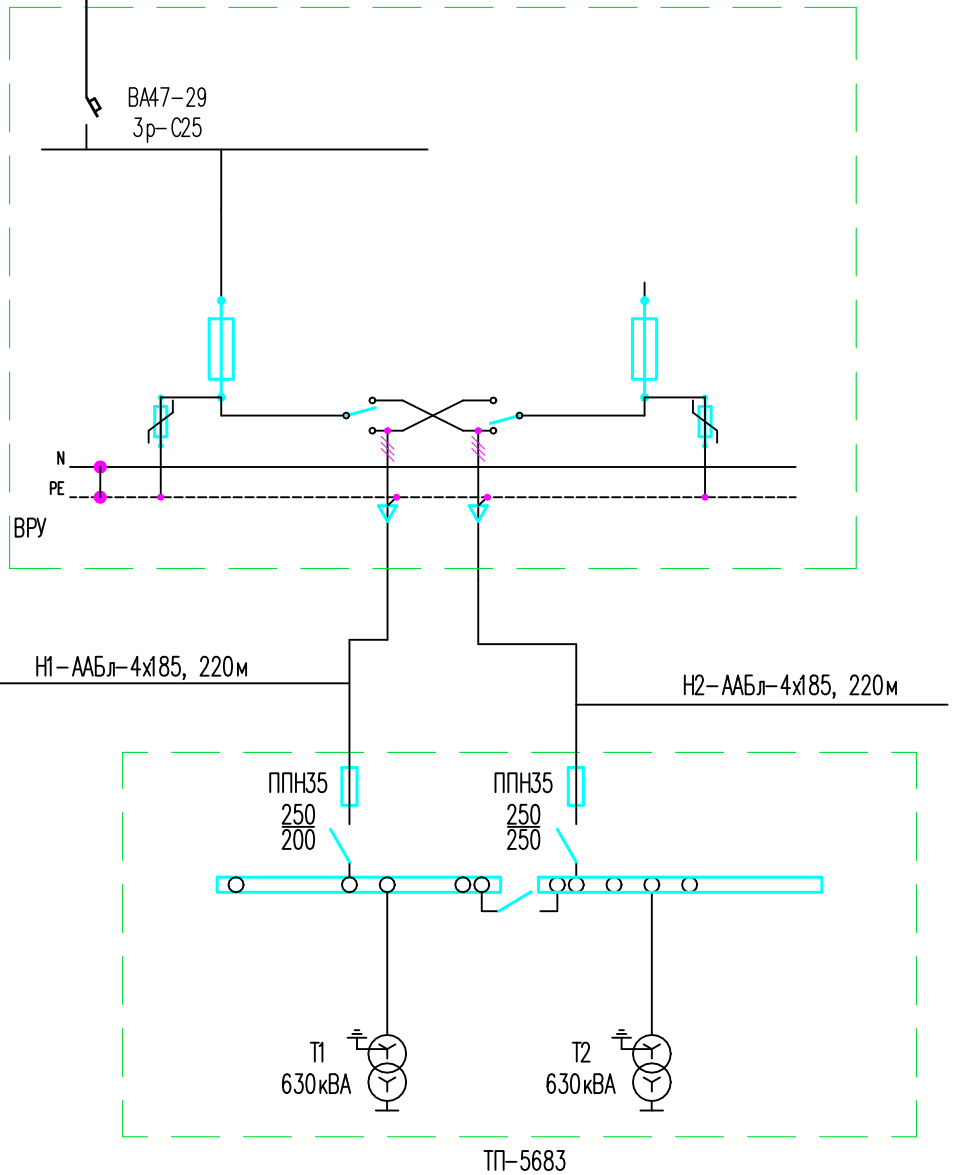 ВА47-29
3р-С25
N
PE
ВРУ
Н1-ААБл-4х185, 220м
Н2-ААБл-4х185, 220м
ППН35
250
200
ППН35
250
250
Т1
630кВА
Т2
630кВА
ТП-5683